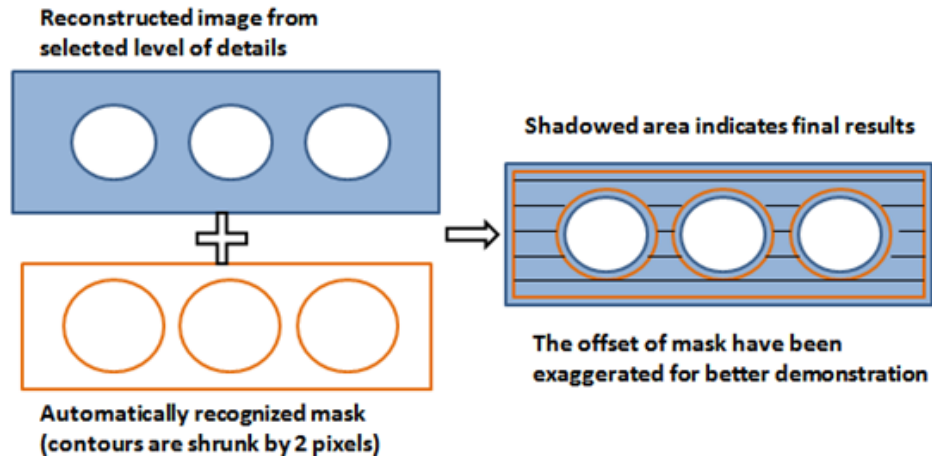 Reconstructed image from
selected level of details
Shadowed area indicates final results
The offset of mask have been
exaggerated for better demonstration
Automatically recognized mask
(contours are shrunk by 2 pixels)